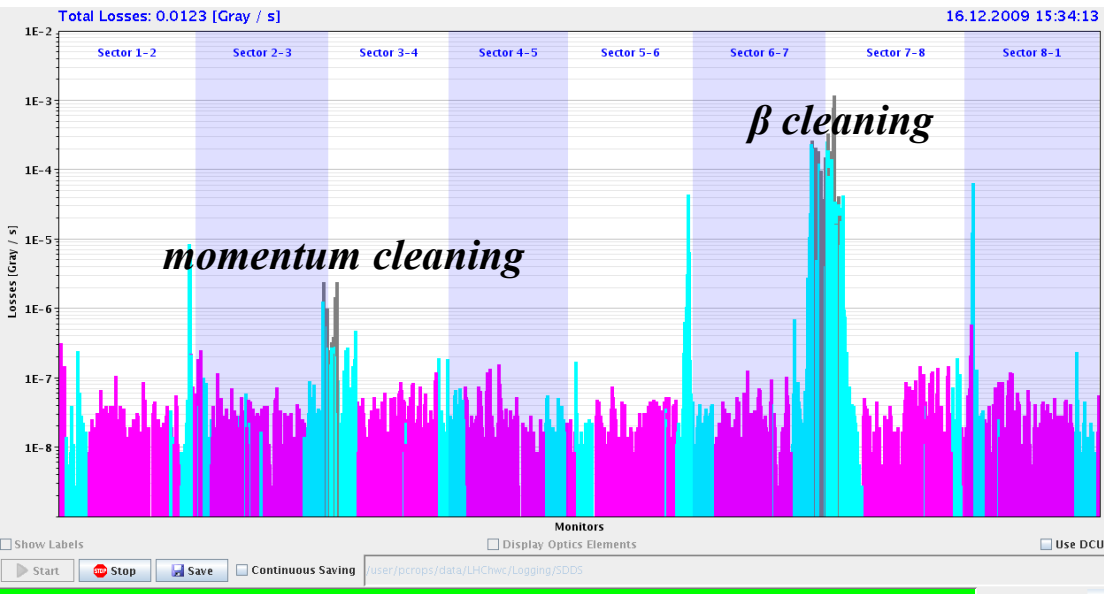 Total Losses: 0.0123 [Gray / s] 16.12.2009 15:34:13
1E-2
Sector 1-2 Sector 2-3 Sector 3-4 Sector 4-5 Sector 5-6 Sector 6-7 Sector 7-8 Sector 8-1
1E-3
β cleaning
1E-4
1E-5
momentum cleaning
Losses [Gray / s]
1E-6
1E-7
1E-8
Monitors
Show Labels Display Optics Elements Use DCU
Start STOP Stop Save Continuous Saving /user/pcrops/data/LHChwc/Logging/SDDS